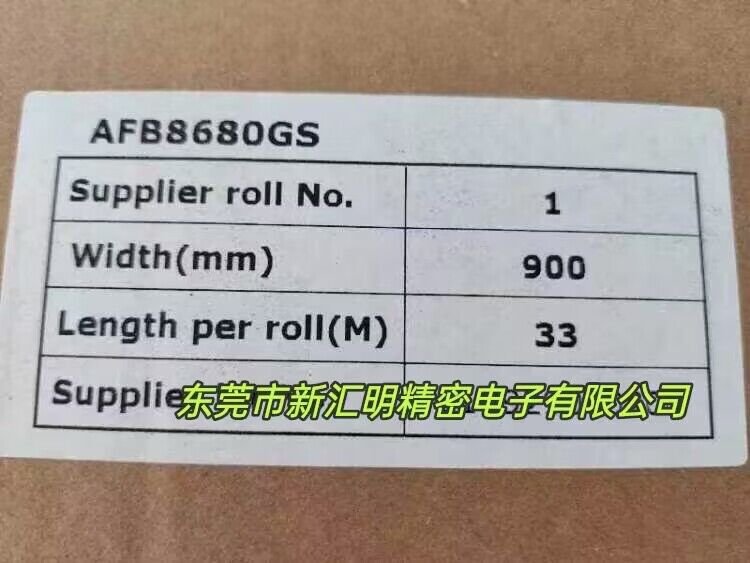 AFB8680GS
Supplier roll No. 1
Width(mm) 900
Length per roll(M) 33
Supplie
东莞市新汇明精密电子有限公司